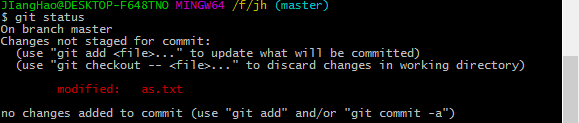 JIangHao@DESKTOP-F648TNO MINGW64 /f/jh (master)
$ git status
On branch master
Changes not staged for commit:
  (use "git add <file>..." to update what will be committed)
  (use "git checkout -- <file>..." to discard changes in working directory)
        modified:   as.txt
no changes added to commit (use "git add" and/or "git commit -a")